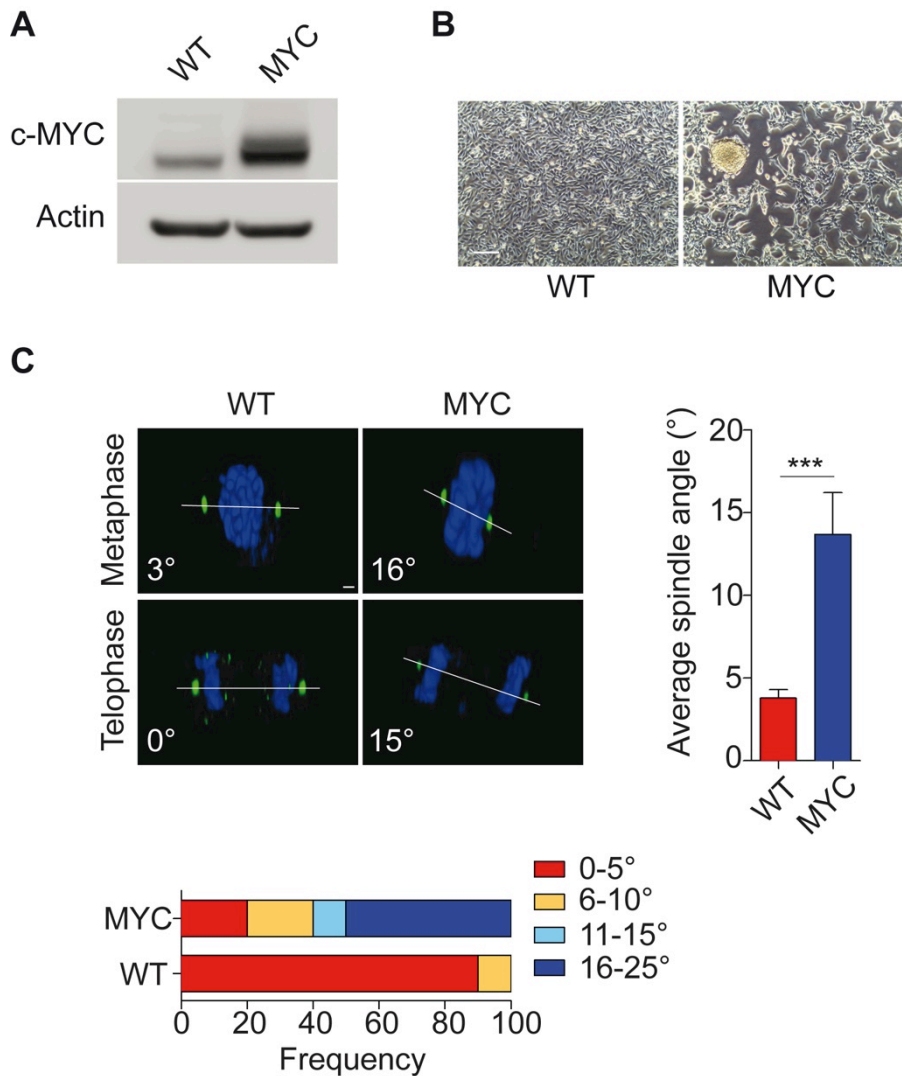 A
WT
MYC
c-MYC
Actin
B
WT
MYC
C
WT
MYC
Metaphase
3°
16°
Telophase
0°
15°
Average spindle angle (°)
20
15
10
5
0
***
WT
MYC
MYC
WT
0
20
40
60
80
100
Frequency
0-5°
6-10°
11-15°
16-25°